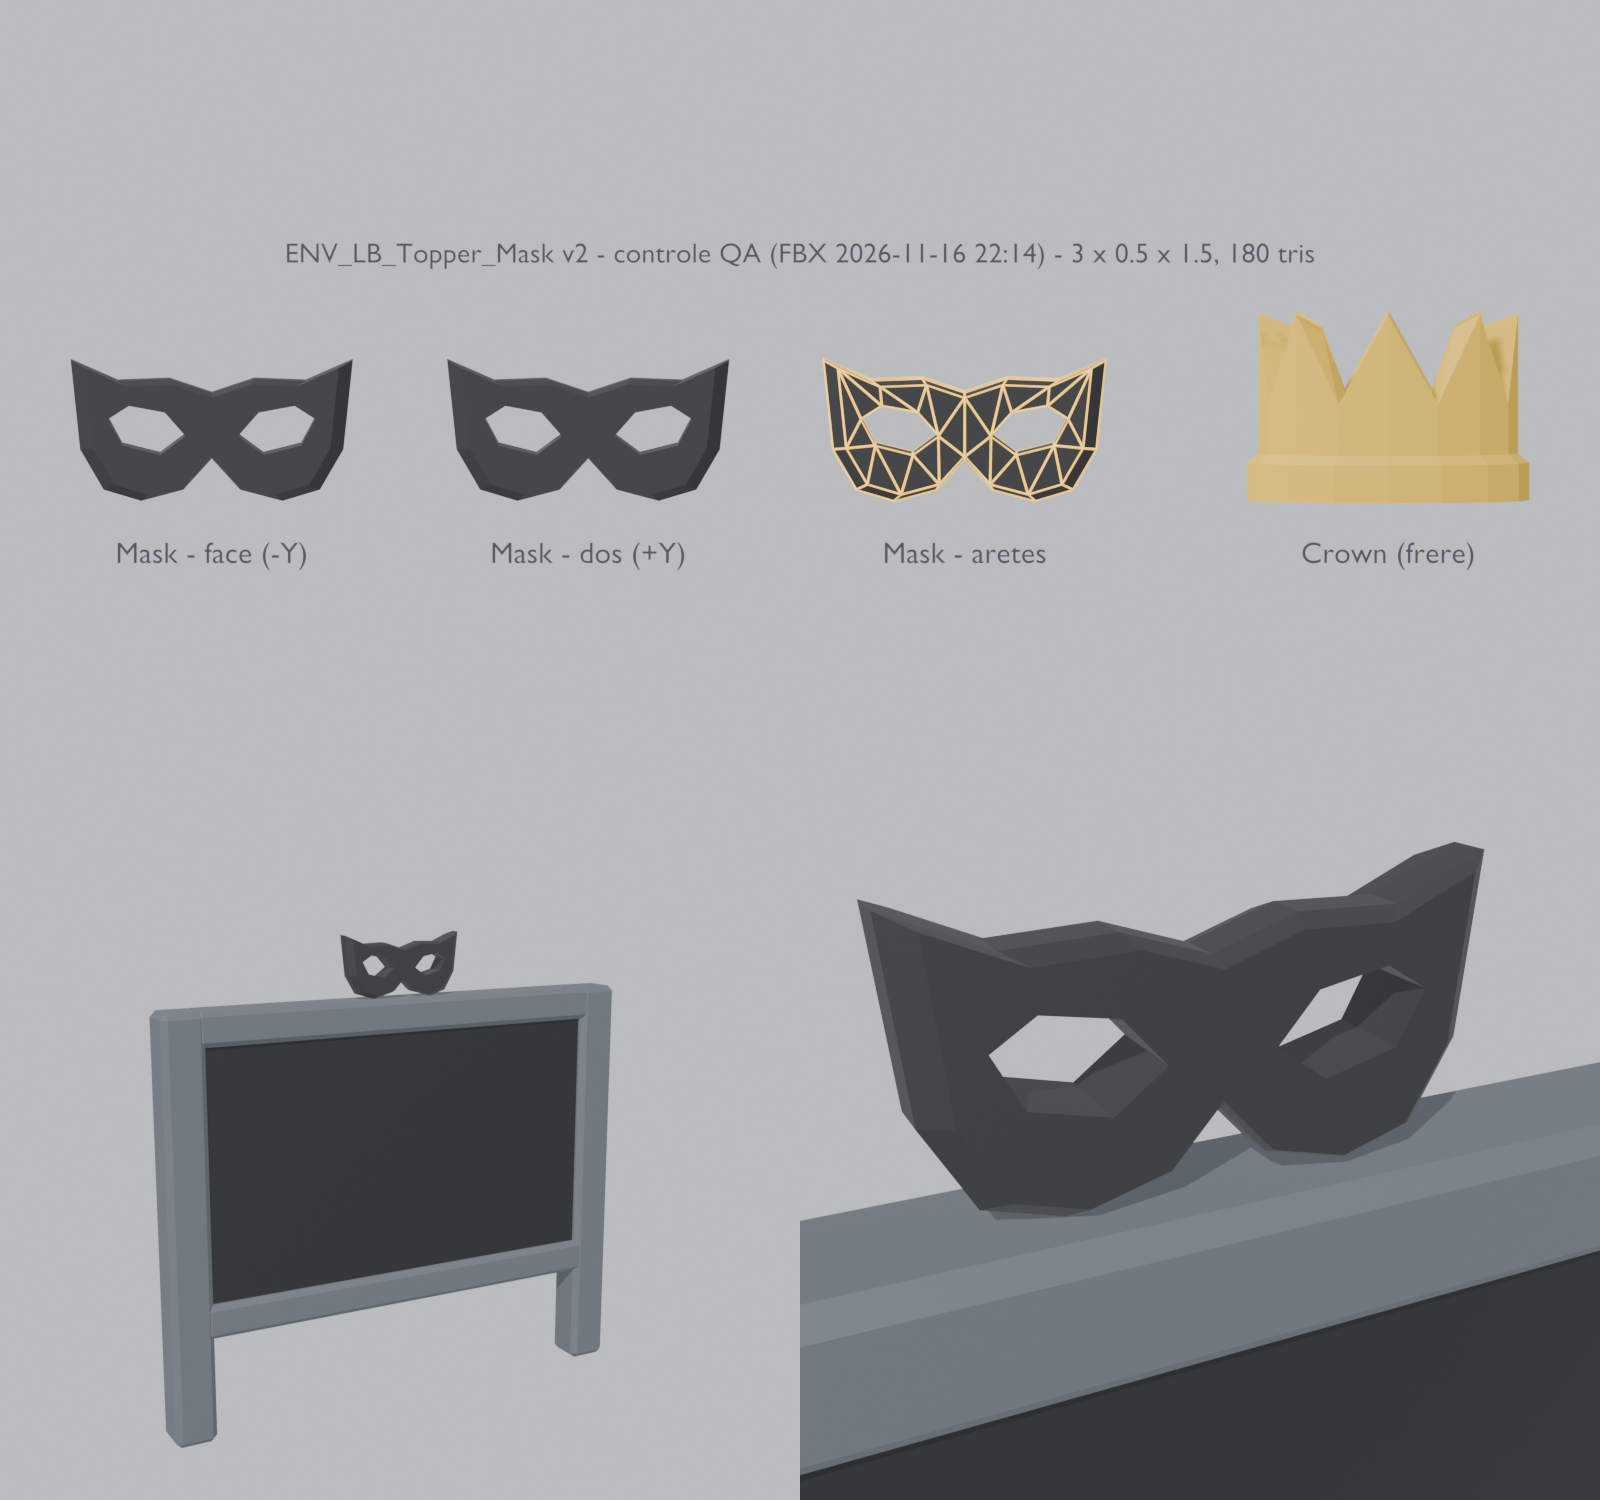 ENV_LB_Topper_Mask v2 - controle QA (FBX 2026-11-16 22:14) - 3 x 0.5 x 1.5, 180 tris
Mask - face (-Y)
Mask - dos (+Y)
Mask - aretes
Crown (frere)